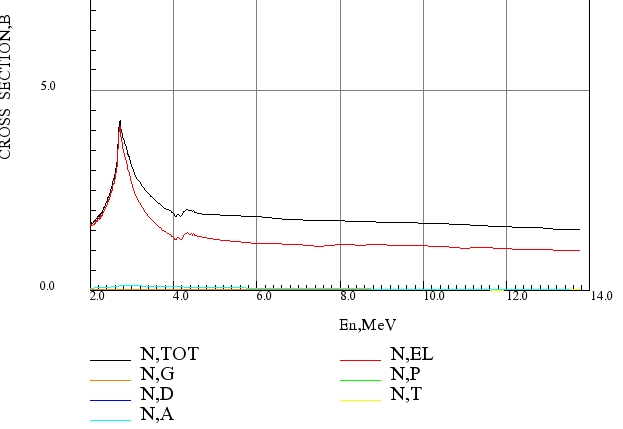 CROSS SECTION,B
5.0
0.0
2.0 4.0 6.0 8.0 10.0 12.0 14.0
En,MeV
N,TOT N,EL
N,G N,P
N,D N,T
N,A